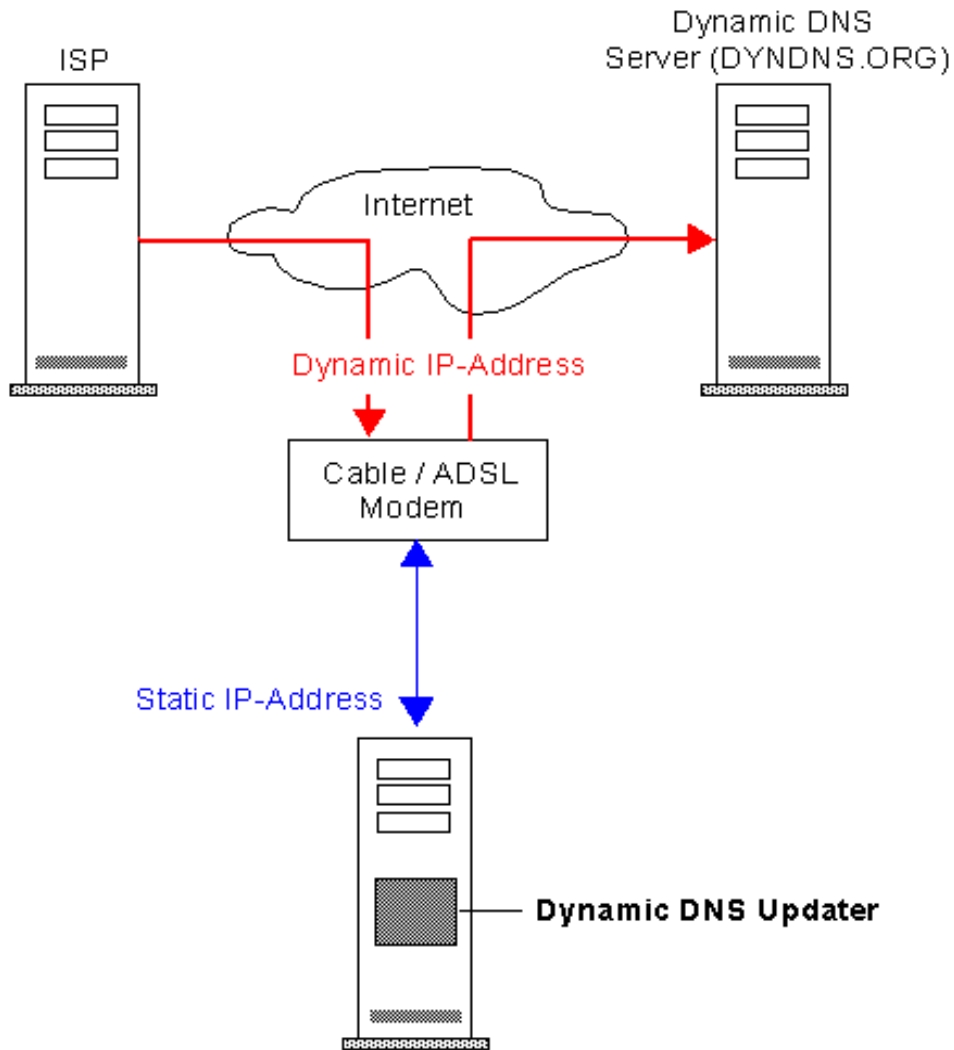 ISP
Dynamic DNS
Server (DYNDNS.ORG)
Internet
Dynamic IP-Address
Cable / ADSL
Modem
Static IP-Address
Dynamic DNS Updater